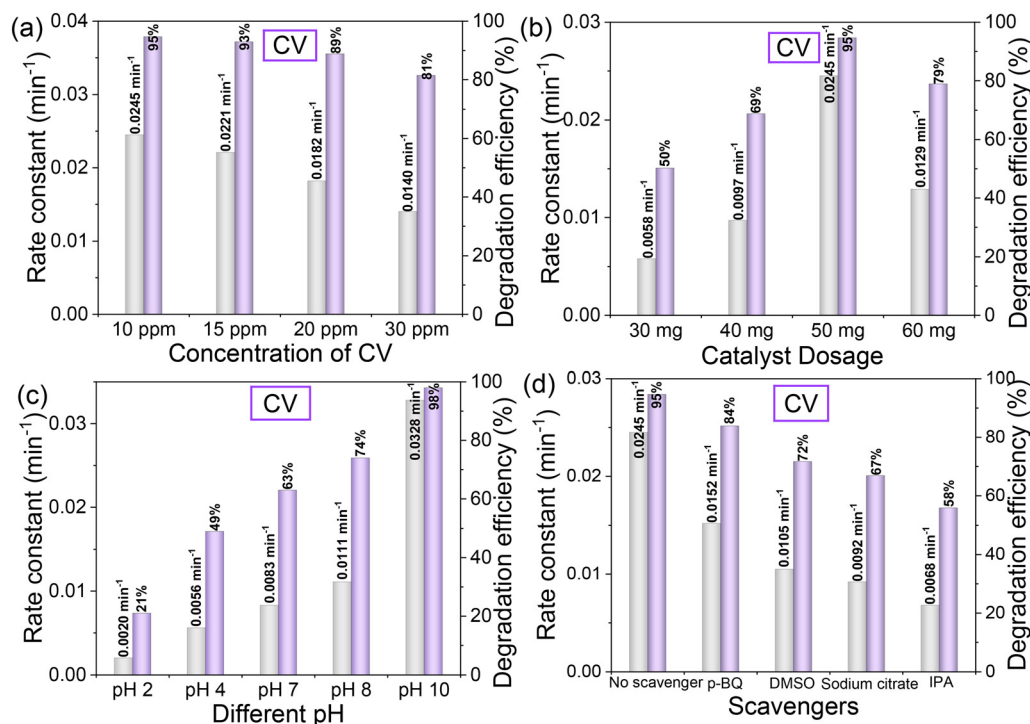 (a)
CV
Rate constant (min⁻¹)
0.04
0.03
0.02
0.01
0.00
0.0245 min⁻¹
95%
0.0221 min⁻¹
93%
0.0182 min⁻¹
89%
0.0140 min⁻¹
81%
100
80
60
40
20
0
Degradation efficiency (%)
10 ppm 15 ppm 20 ppm 30 ppm
Concentration of CV
(b)
CV
Rate constant (min⁻¹)
0.03
0.02
0.01
0.00
0.0058 min⁻¹
50%
0.0097 min⁻¹
69%
0.0245 min⁻¹
95%
0.0129 min⁻¹
79%
100
80
60
40
20
0
Degradation efficiency (%)
30 mg 40 mg 50 mg 60 mg
Catalyst Dosage
(c)
CV
Rate constant (min⁻¹)
0.03
0.02
0.01
0.00
0.0020 min⁻¹
21%
0.0056 min⁻¹
49%
0.0083 min⁻¹
63%
0.0111 min⁻¹
74%
0.0328 min⁻¹
98%
100
80
60
40
20
0
Degradation efficiency (%)
pH 2 pH 4 pH 7 pH 8 pH 10
Different pH
(d)
CV
Rate constant (min⁻¹)
0.03
0.02
0.01
0.00
0.0245 min⁻¹
95%
0.0152 min⁻¹
84%
0.0105 min⁻¹
72%
0.0092 min⁻¹
67%
0.0068 min⁻¹
58%
100
80
60
40
20
0
Degradation efficiency (%)
No scavenger p-BQ DMSO Sodium citrate IPA
Scavengers